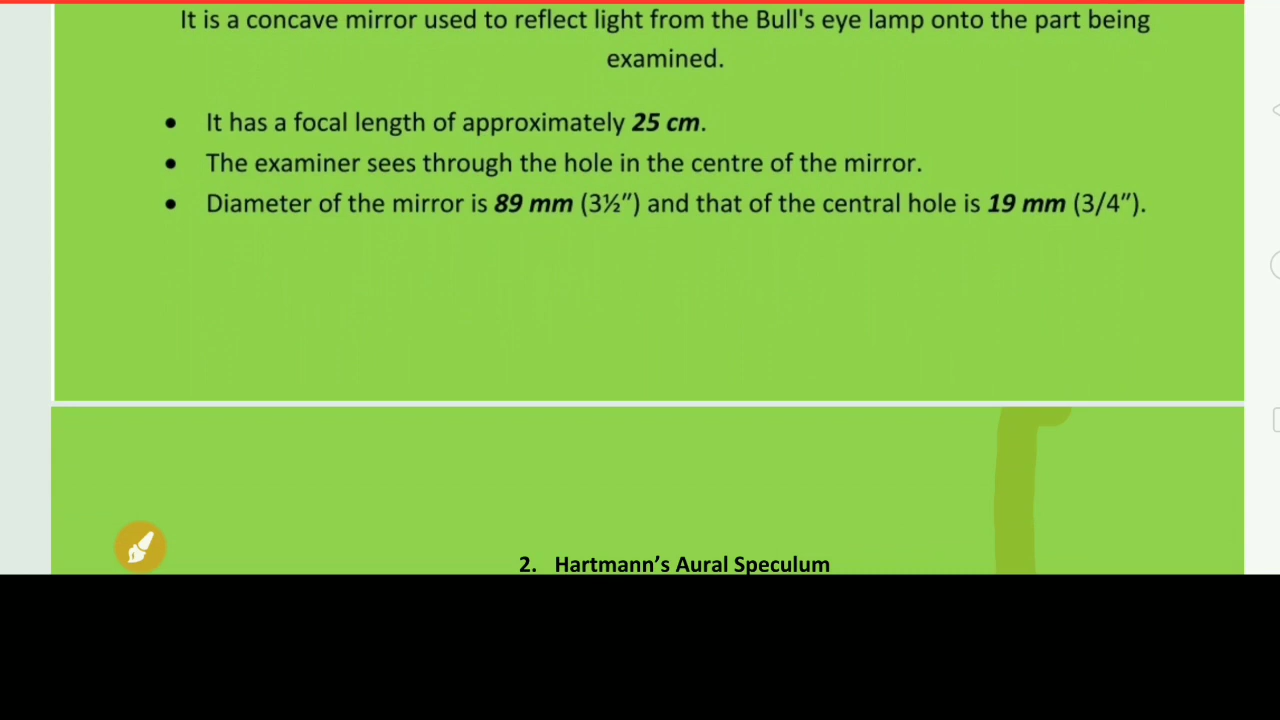 It is a concave mirror used to reflect light from the Bull's eye lamp onto the part being
examined.
• It has a focal length of approximately 25 cm.
• The examiner sees through the hole in the centre of the mirror.
• Diameter of the mirror is 89 mm (3½″) and that of the central hole is 19 mm (3/4″).
2. Hartmann’s Aural Speculum